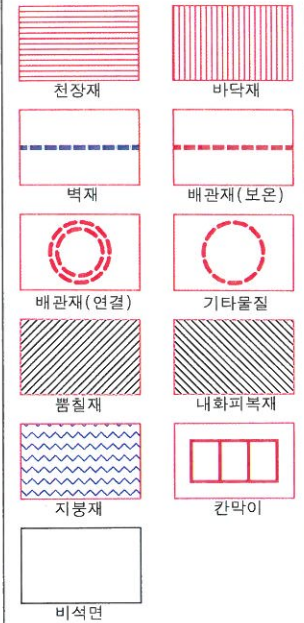 천장재 바닥재
벽재 배관재(보온)
배관재(연결) 기타물질
뿜칠재 내화피복재
지붕재 칸막이
비석면